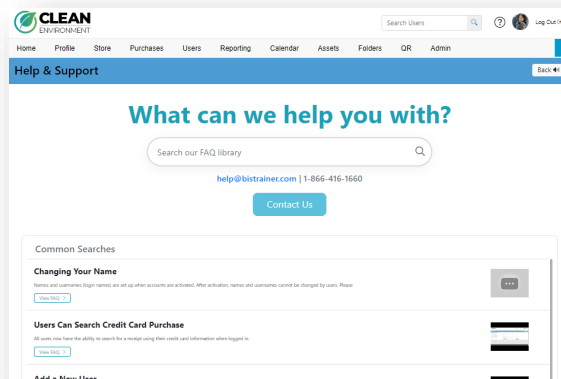 CLEAN
ENVIRONMENT
Search Users
Log Out
Home Profile Store Purchases Users Reporting Calendar Assets Folders QR Admin
Help & Support
Back
What can we help you with?
Search our FAQ library
help@bistrainer.com | 1-866-416-1660
Contact Us
Common Searches
Changing Your Name
Names and usernames (login names) are set up when accounts are activated. After activation, names and usernames cannot be changed by users. Please
View FAQ >
Users Can Search Credit Card Purchase
All users now have the ability to search for a receipt using their credit card information when logged in.
View FAQ >
Add a New User